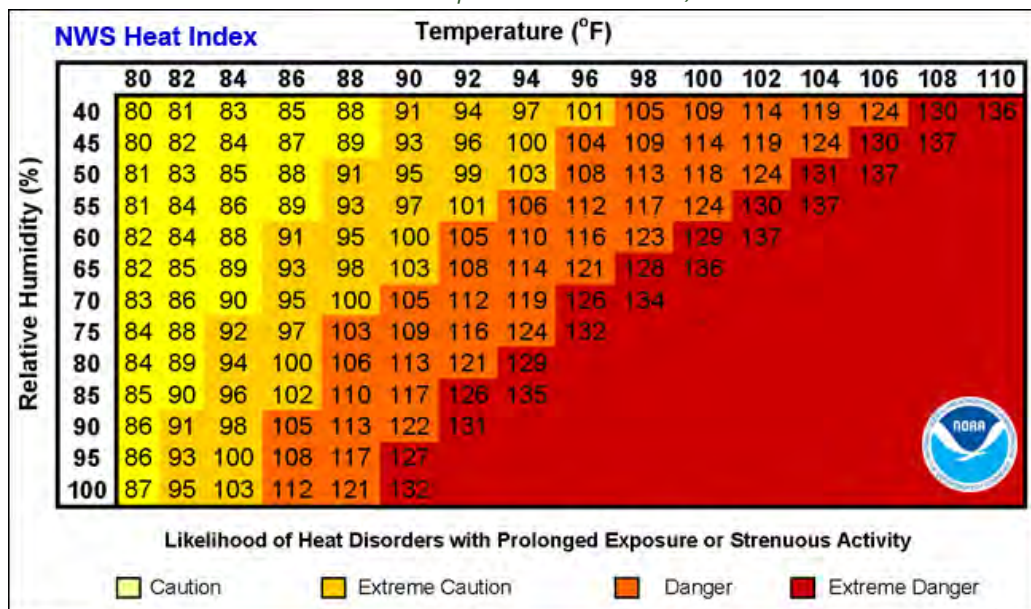 NWS Heat Index
Temperature (°F)
80 82 84 86 88 90 92 94 96 98 100 102 104 106 108 110
40 80 81 83 85 88 91 94 97 101 105 109 114 119 124 130 136
45 80 82 84 87 89 93 96 100 104 109 114 119 124 130 137
50 81 83 85 88 91 95 99 103 108 113 118 124 131 137
55 81 84 86 89 93 97 101 106 112 117 124 130 137
60 82 84 88 91 95 100 105 110 116 123 129 137
65 82 85 89 93 98 103 108 114 121 128 136
70 83 86 90 95 100 105 112 119 126 134
75 84 88 92 97 103 109 116 124 132
80 84 89 94 100 106 113 121 129
85 85 90 96 102 110 117 126 135
90 86 91 98 105 113 122 131
95 86 93 100 108 117 127
100 87 95 103 112 121 132
Relative Humidity (%)
NOAA
Likelihood of Heat Disorders with Prolonged Exposure or Strenuous Activity
Caution Extreme Caution Danger Extreme Danger